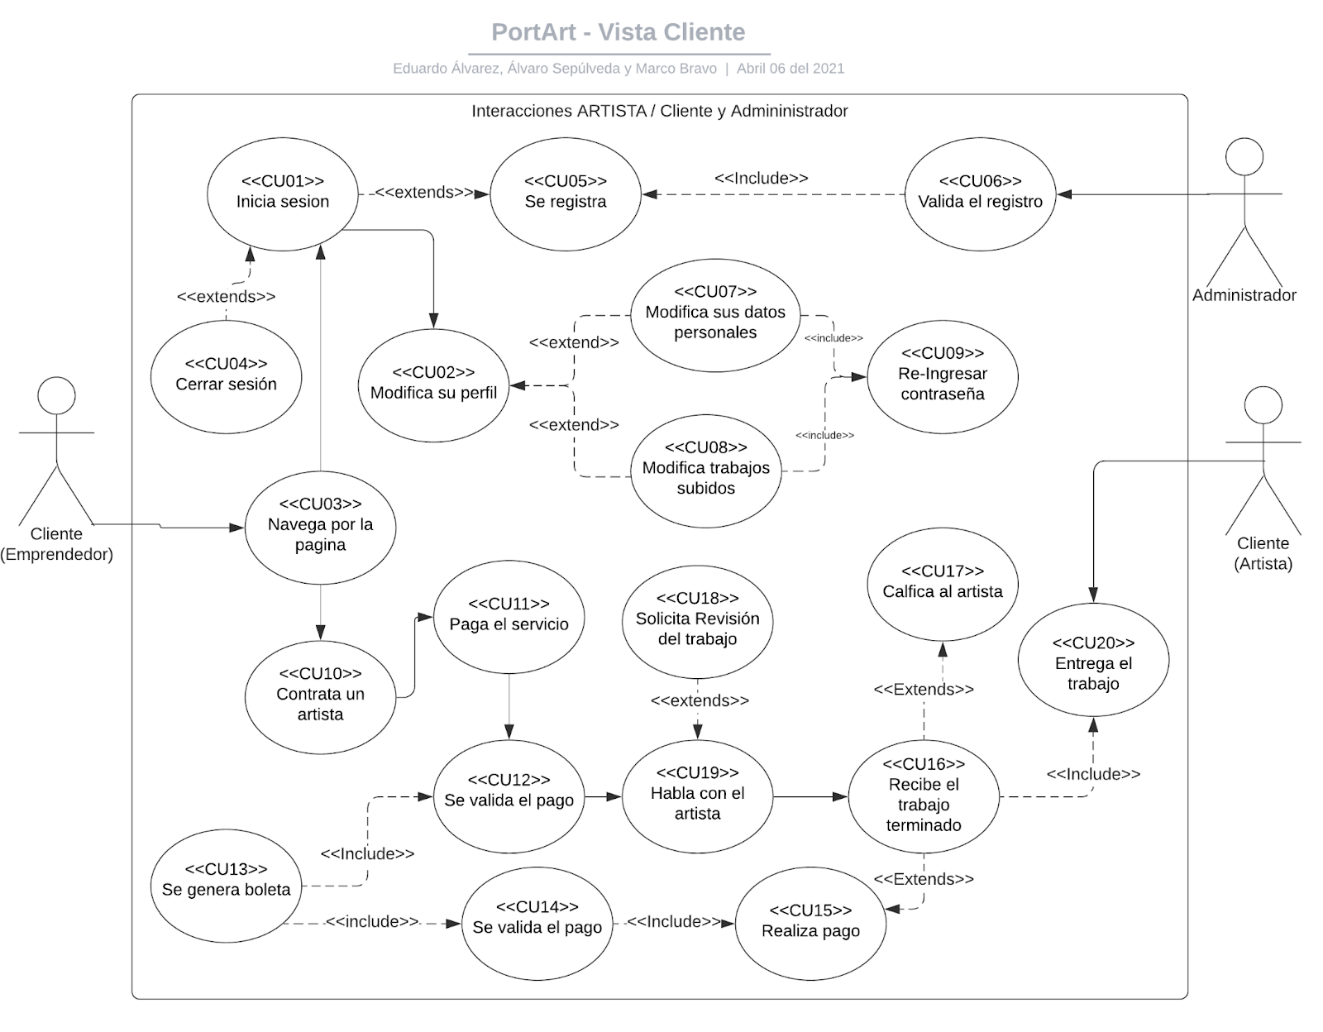 PortArt - Vista Cliente
Eduardo Álvarez, Álvaro Sepúlveda y Marco Bravo | Abril 06 del 2021
Interacciones ARTISTA / Cliente y Admininistrador
<<CU01>>
Inicia sesion
<<extends>>
<<CU05>>
Se registra
<<Include>>
<<CU06>>
Valida el registro
Administrador
<<extends>>
<<CU04>>
Cerrar sesión
<<CU02>>
Modifica su perfil
<<extend>>
<<extend>>
<<CU07>>
Modifica sus datos
personales
<<include>>
<<CU09>>
Re-Ingresar
contraseña
<<include>>
<<CU08>>
Modifica trabajos
subidos
Cliente
(Emprendedor)
<<CU03>>
Navega por la
pagina
Cliente
(Artista)
<<CU10>>
Contrata un
artista
<<CU11>>
Paga el servicio
<<CU18>>
Solicita Revisión
del trabajo
<<extends>>
<<CU17>>
Calfica al artista
<<Extends>>
<<CU20>>
Entrega el
trabajo
<<Include>>
<<CU12>>
Se valida el pago
<<CU19>>
Habla con el
artista
<<CU16>>
Recibe el
trabajo
terminado
<<Include>>
<<CU13>>
Se genera boleta
<<include>>
<<CU14>>
Se valida el pago
<<Include>>
<<CU15>>
Realiza pago
<<Extends>>